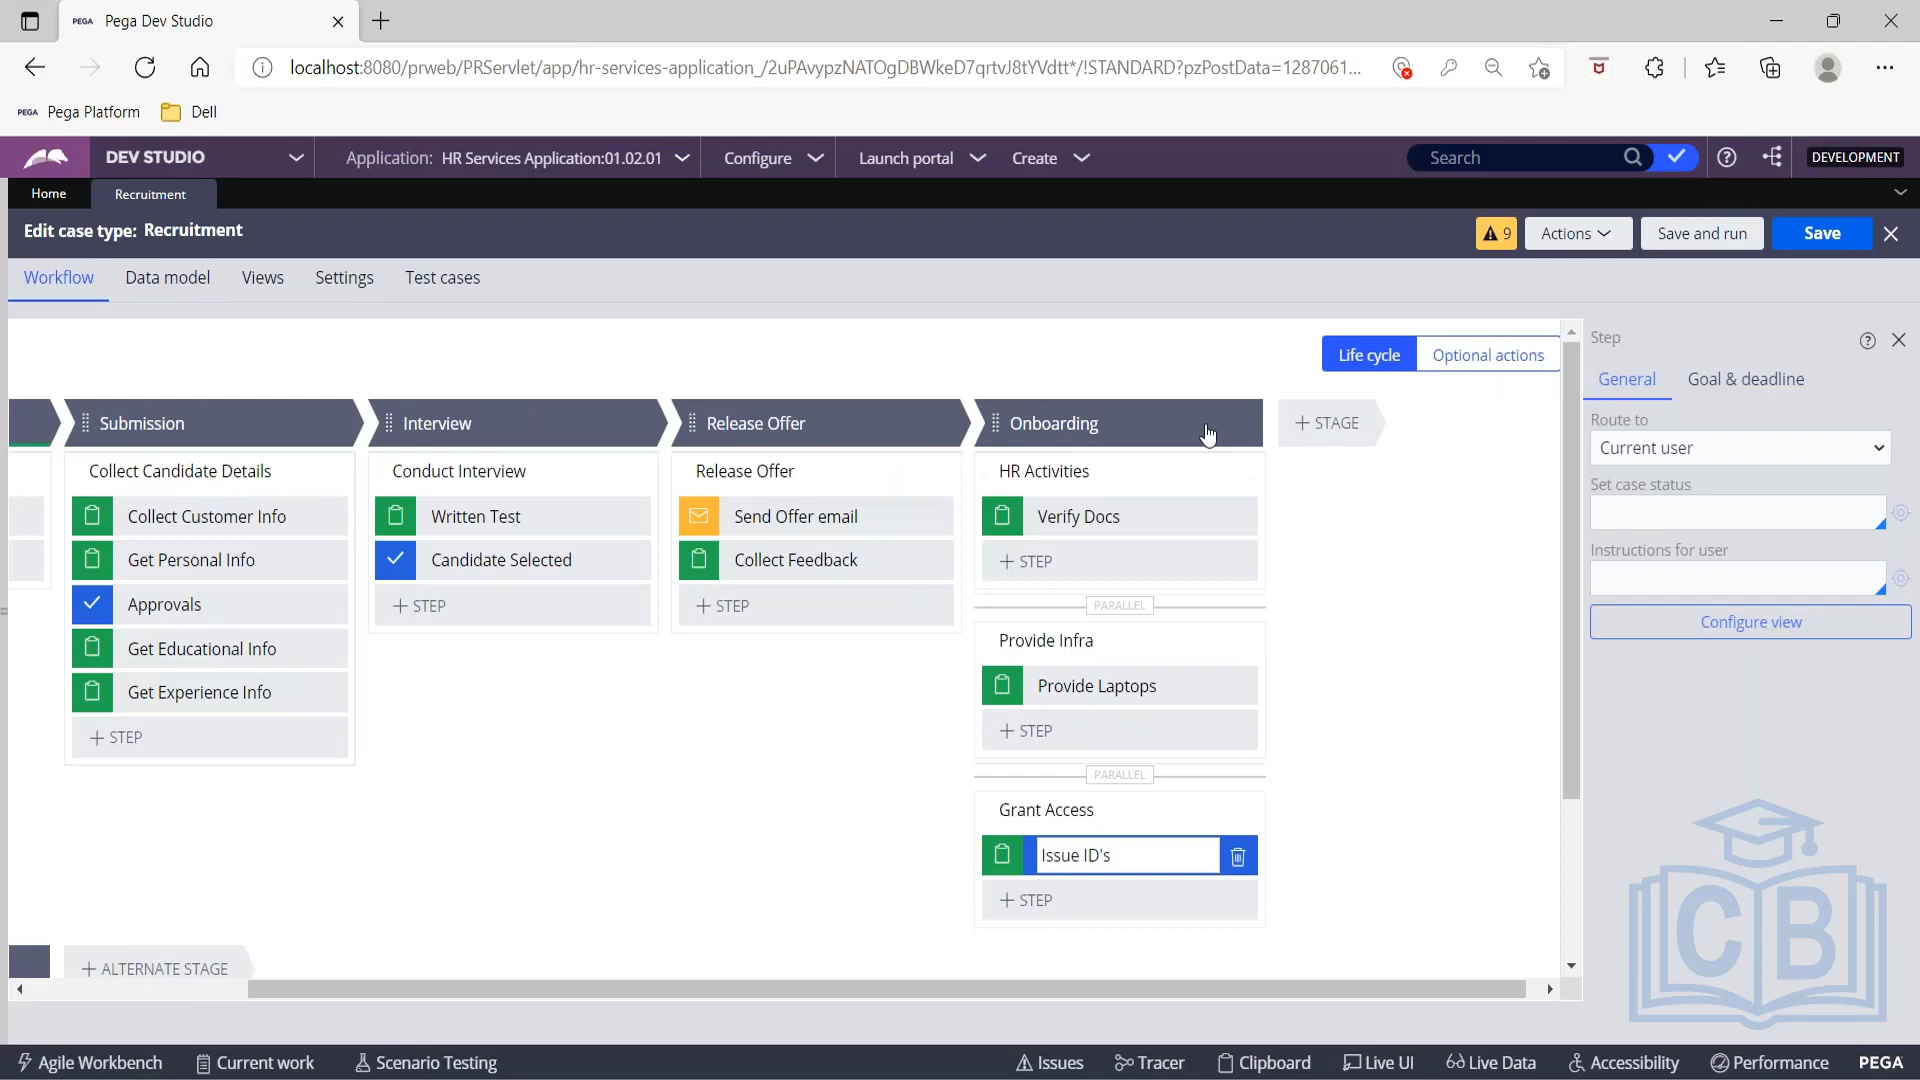 PEGA Pega Dev Studio
localhost:8080/prweb/PRServlet/app/hr-services-application_/2uPAvypzNATOgDBWkeD7qrtvJ8tYVdtt*/!STANDARD?pzPostData=1287061...
PEGA Pega Platform Dell
DEV STUDIO Application: HR Services Application:01.02.01 Configure Launch portal Create Search DEVELOPMENT
Home Recruitment
Edit case type: Recruitment 9 Actions Save and run Save
Workflow Data model Views Settings Test cases
Life cycle Optional actions
Submission Interview Release Offer Onboarding + STAGE
Collect Candidate Details Conduct Interview Release Offer HR Activities
Collect Customer Info Written Test Send Offer email Verify Docs
Get Personal Info Candidate Selected Collect Feedback + STEP
Approvals + STEP + STEP PARALLEL
Get Educational Info Provide Infra
Get Experience Info Provide Laptops
+ STEP + STEP
PARALLEL
Grant Access
Issue ID's
+ STEP
+ ALTERNATE STAGE
Step
General Goal & deadline
Route to
Current user
Set case status
Instructions for user
Configure view
CB
Agile Workbench Current work Scenario Testing Issues Tracer Clipboard Live UI Live Data Accessibility Performance PEGA